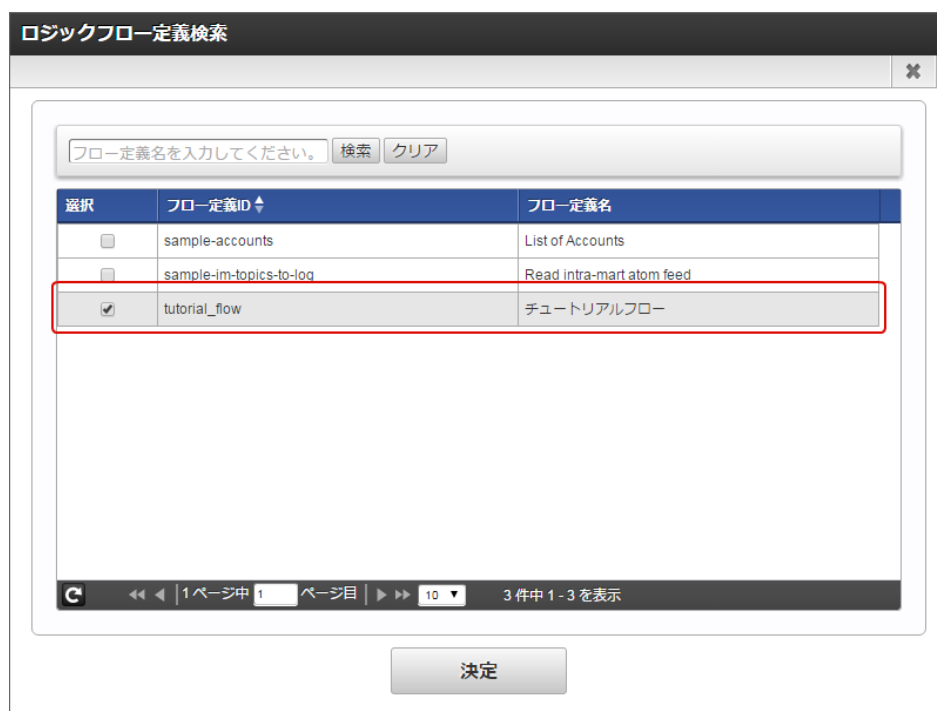 ロジックフロー定義検索
フロー定義名を入力してください。 検索 クリア
選択 フロー定義ID フロー定義名
sample-accounts List of Accounts
sample-im-topics-to-log Read intra-mart atom feed
tutorial_flow チュートリアルフロー
1 ページ中 1 ページ目 10 3 件中 1 - 3 を表示
決定